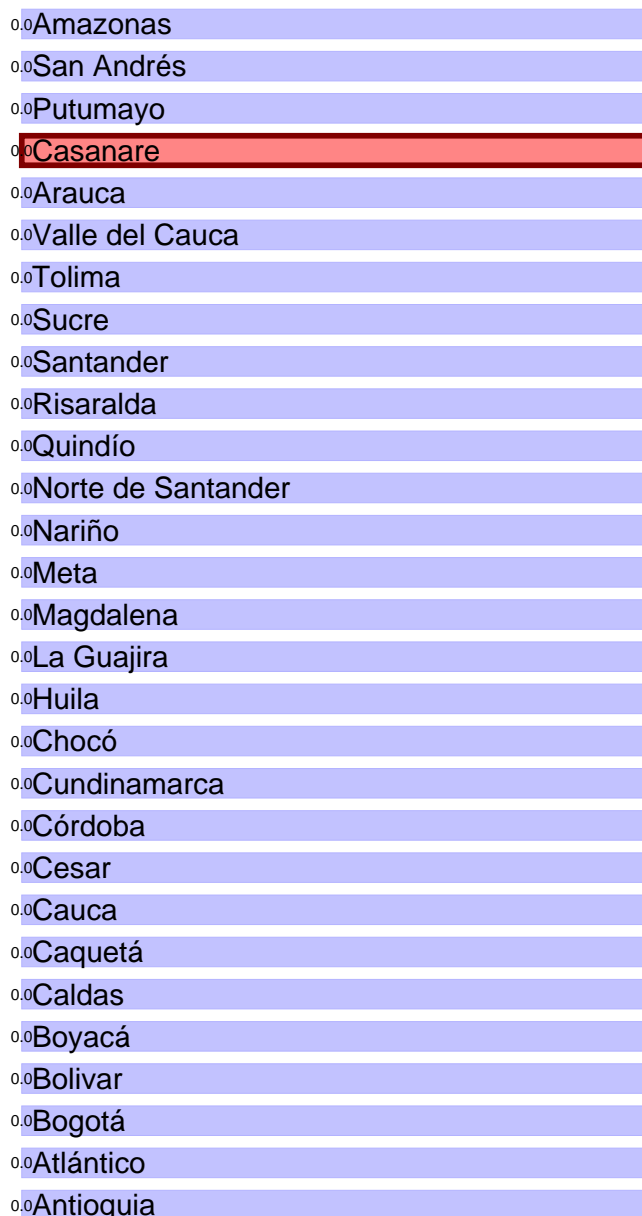 0.0Amazonas
0.0San Andrés
0.0Putumayo
0.0Casanare
0.0Arauca
0.0Valle del Cauca
0.0Tolima
0.0Sucre
0.0Santander
0.0Risaralda
0.0Quindío
0.0Norte de Santander
0.0Nariño
0.0Meta
0.0Magdalena
0.0La Guajira
0.0Huila
0.0Chocó
0.0Cundinamarca
0.0Córdoba
0.0Cesar
0.0Cauca
0.0Caquetá
0.0Caldas
0.0Boyacá
0.0Bolivar
0.0Bogotá
0.0Atlántico
0.0Antioquia